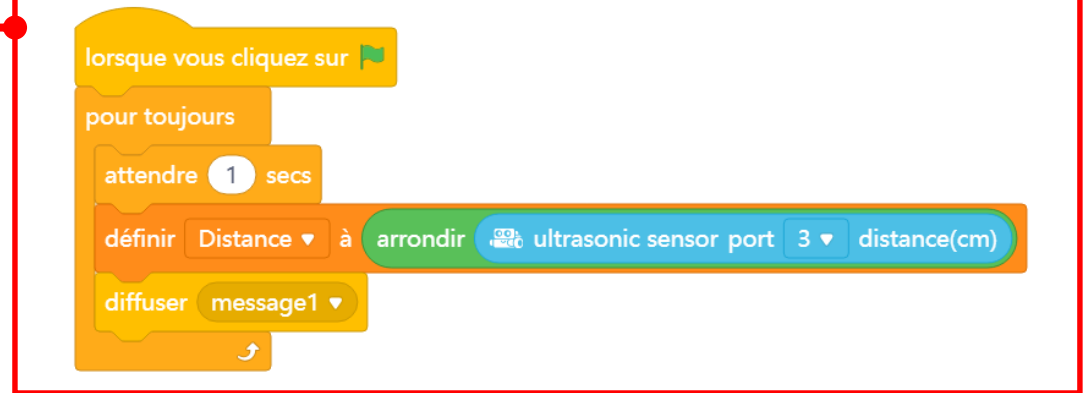 lorsque vous cliquez sur
pour toujours
attendre 1 secs
définir Distance à arrondir ultrasonic sensor port 3 distance(cm)
diffuser message1